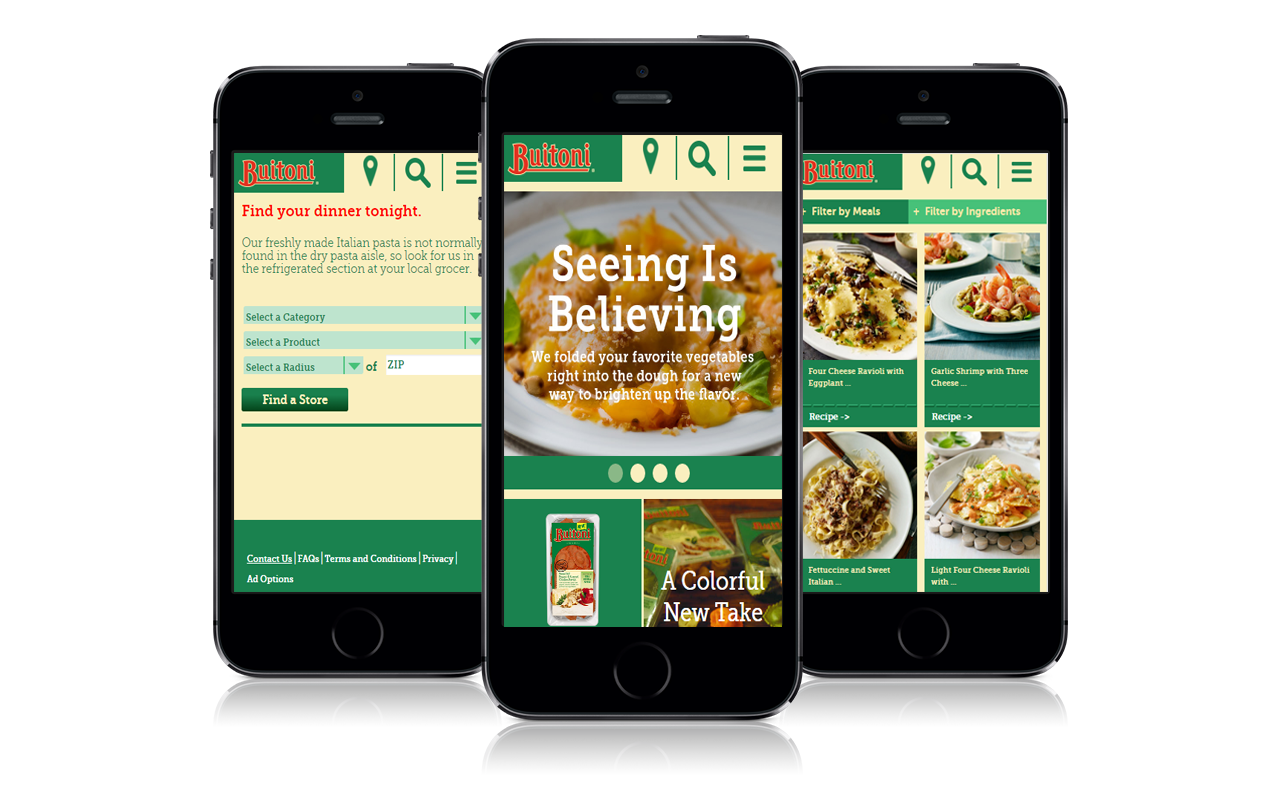 Buitoni
Find your dinner tonight.
Our freshly made Italian pasta is not normally
found in the dry pasta aisle, so look for us in
the refrigerated section at your local grocer.
Select a Category
Select a Product
Select a Radius
of
ZIP
Find a Store
Contact Us | FAQs | Terms and Conditions | Privacy |
Ad Options
Buitoni
Seeing Is
Believing
We folded your favorite vegetables
right into the dough for a new
way to brighten up the flavor.
Buitoni
A Colorful
New Take
Buitoni
+ Filter by Meals
+ Filter by Ingredients
Four Cheese Ravioli with
Eggplant ...
Recipe ->
Garlic Shrimp with Three
Cheese ...
Recipe ->
Fettuccine and Sweet
Italian ...
Light Four Cheese Ravioli
with ...